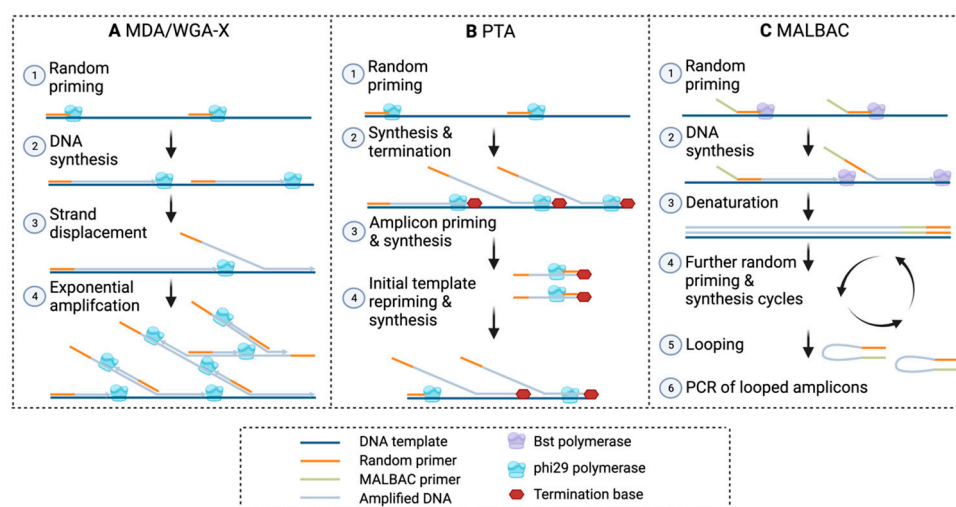 A MDA/WGA-X
1 Random
priming
2 DNA
synthesis
3 Strand
displacement
4 Exponential
amplifcation
B PTA
1 Random
priming
2 Synthesis &
termination
3 Amplicon priming
& synthesis
4 Initial template
repriming &
synthesis
C MALBAC
1 Random
priming
2 DNA
synthesis
3 Denaturation
4 Further random
priming &
synthesis cycles
5 Looping
6 PCR of looped amplicons
DNA template
Random primer
MALBAC primer
Amplified DNA
Bst polymerase
phi29 polymerase
Termination base